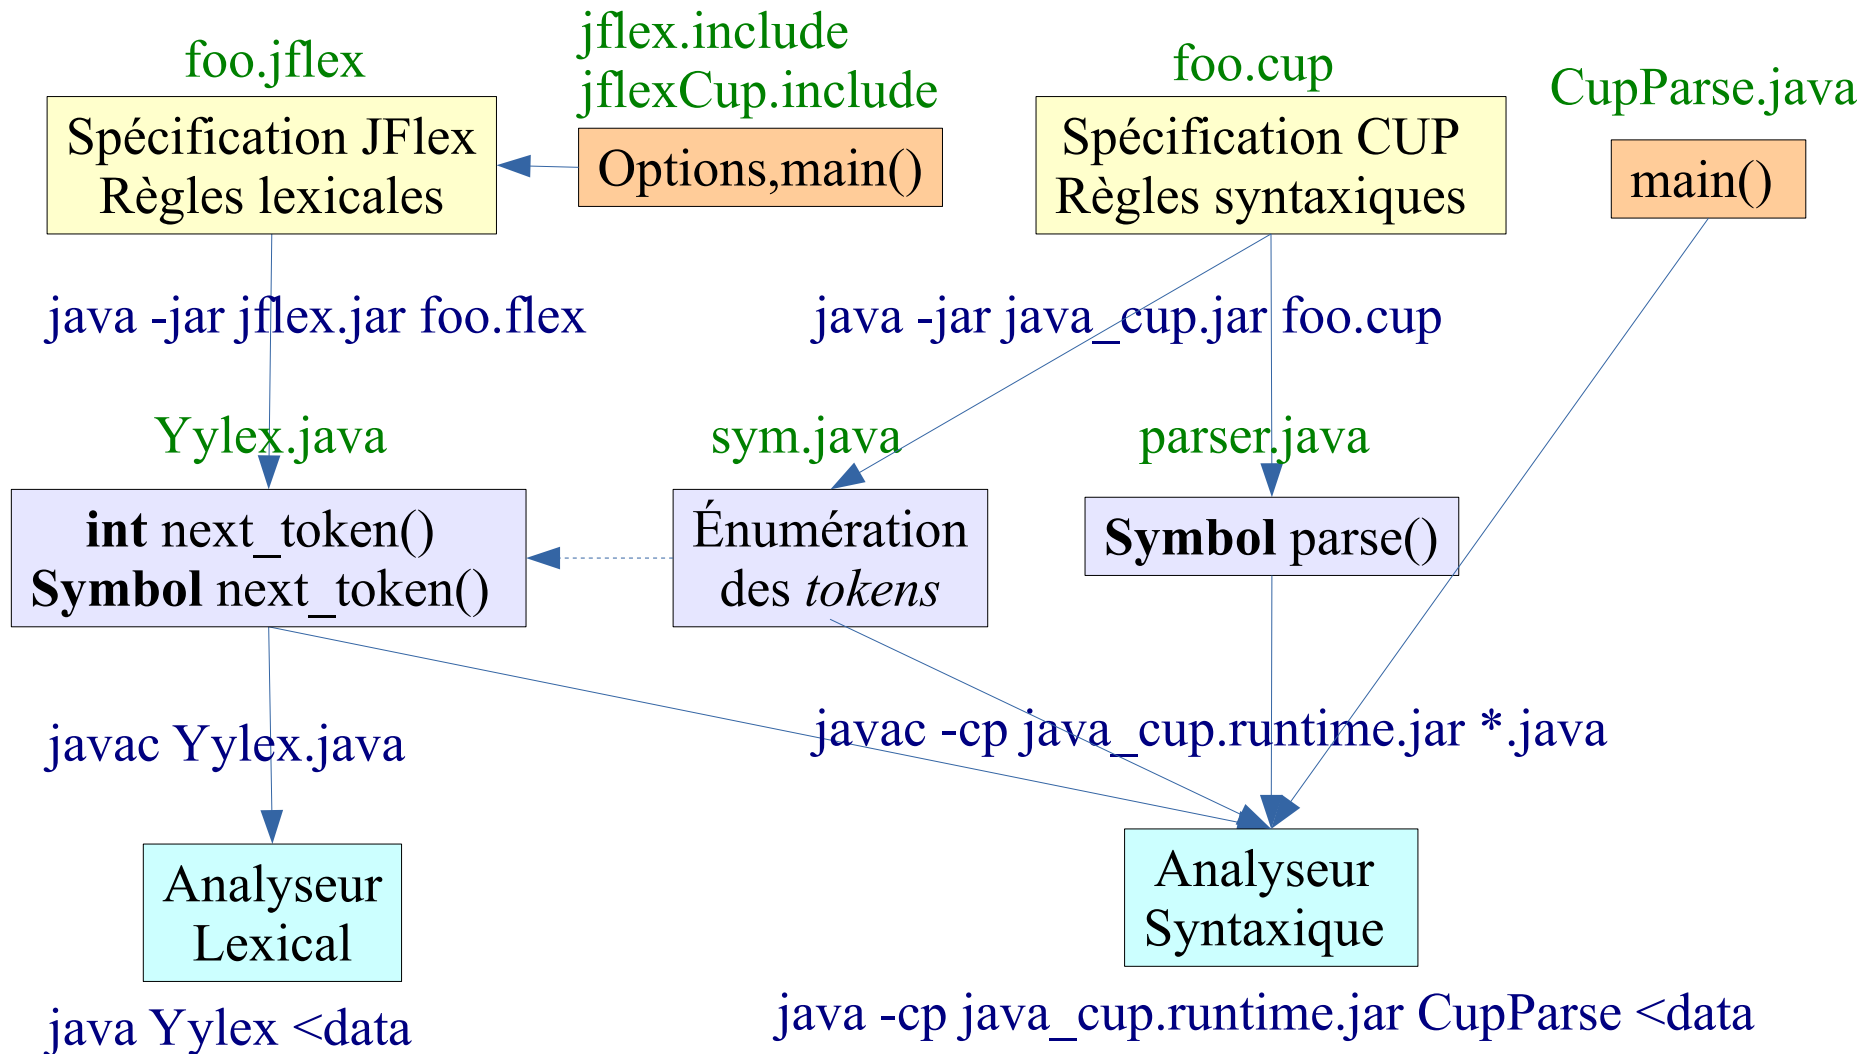 foo.jflex
jflex.include
jflexCup.include
foo.cup
CupParse.java
Spécification JFlex
Règles lexicales
Options,main()
Spécification CUP
Règles syntaxiques
main()
java -jar jflex.jar foo.flex
java -jar java_cup.jar foo.cup
Yylex.java
sym.java
parser.java
int next_token()
Symbol next_token()
Énumération
des tokens
Symbol parse()
javac Yylex.java
javac -cp java_cup.runtime.jar *.java
Analyseur
Lexical
Analyseur
Syntaxique
java Yylex <data
java -cp java_cup.runtime.jar CupParse <data